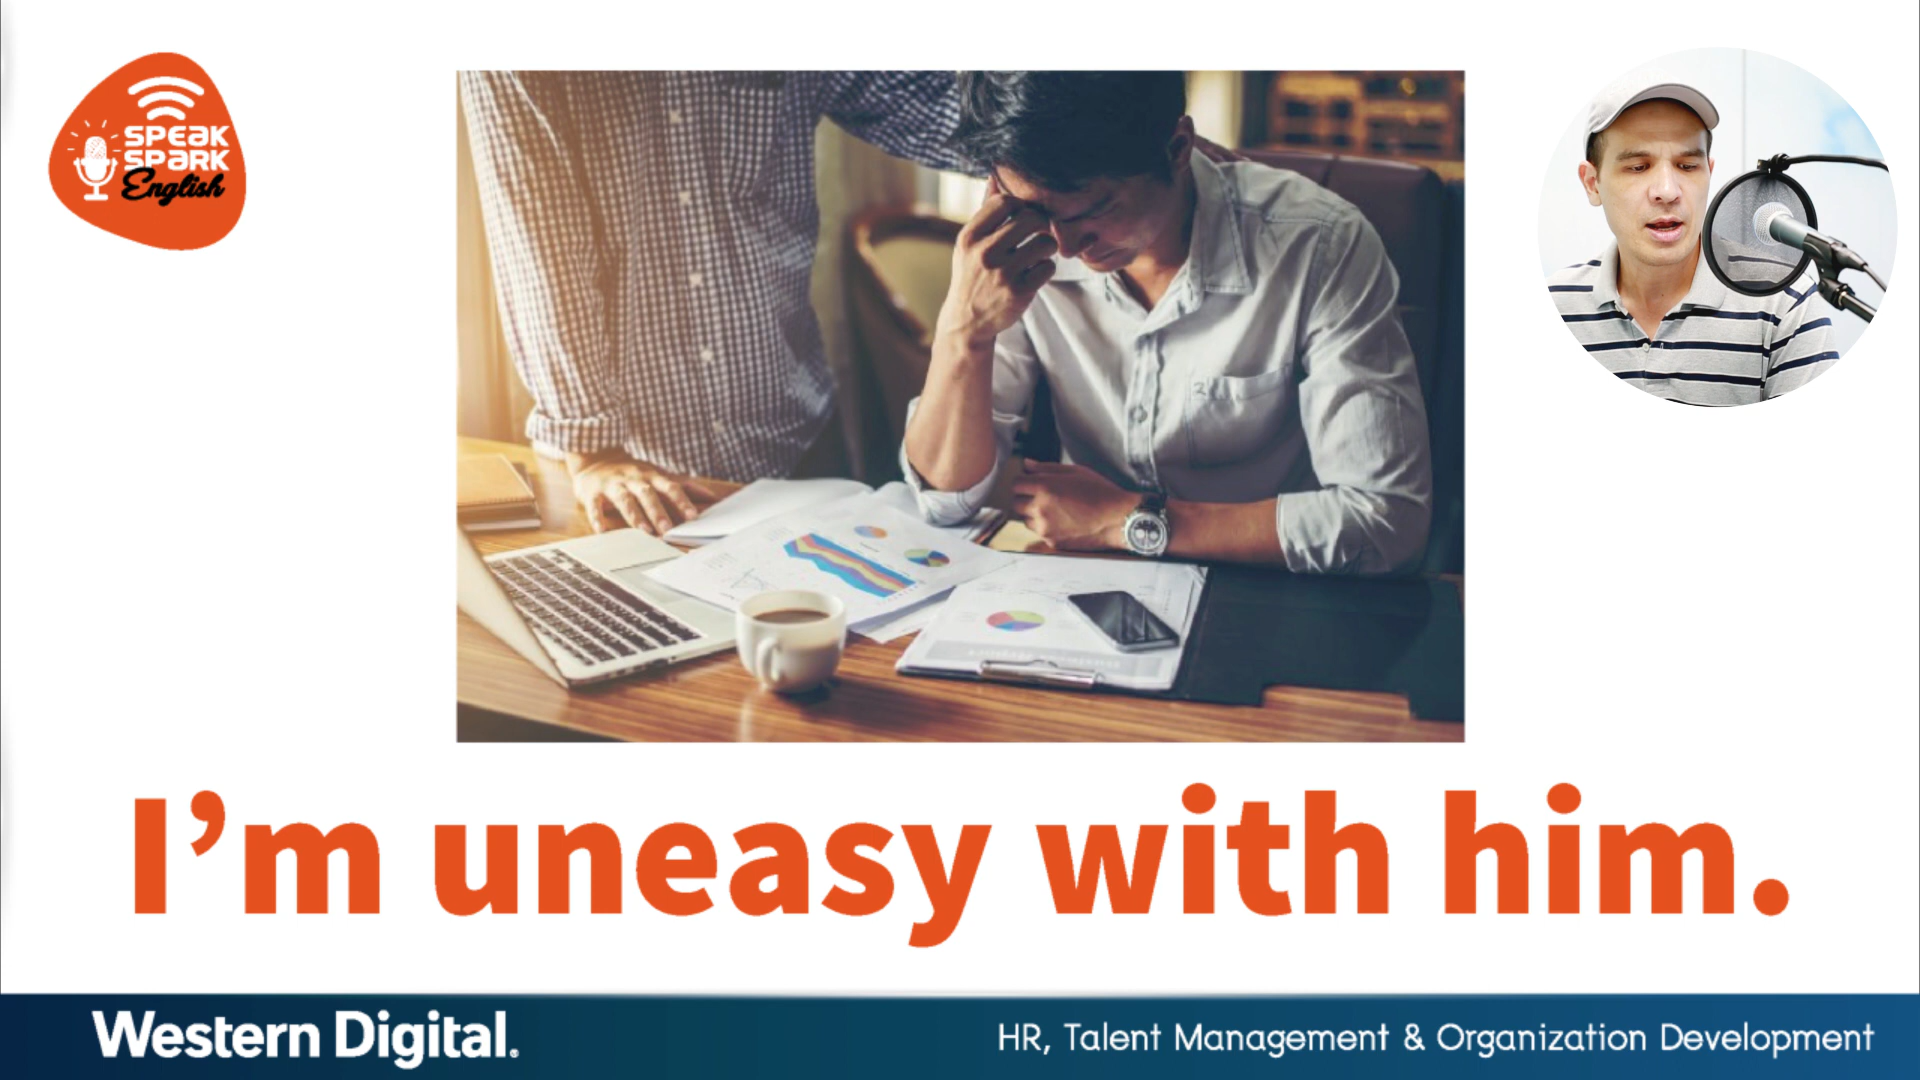 SPEAK
SPARK
English
I'm uneasy with him.
Western Digital.
HR, Talent Management & Organization Development